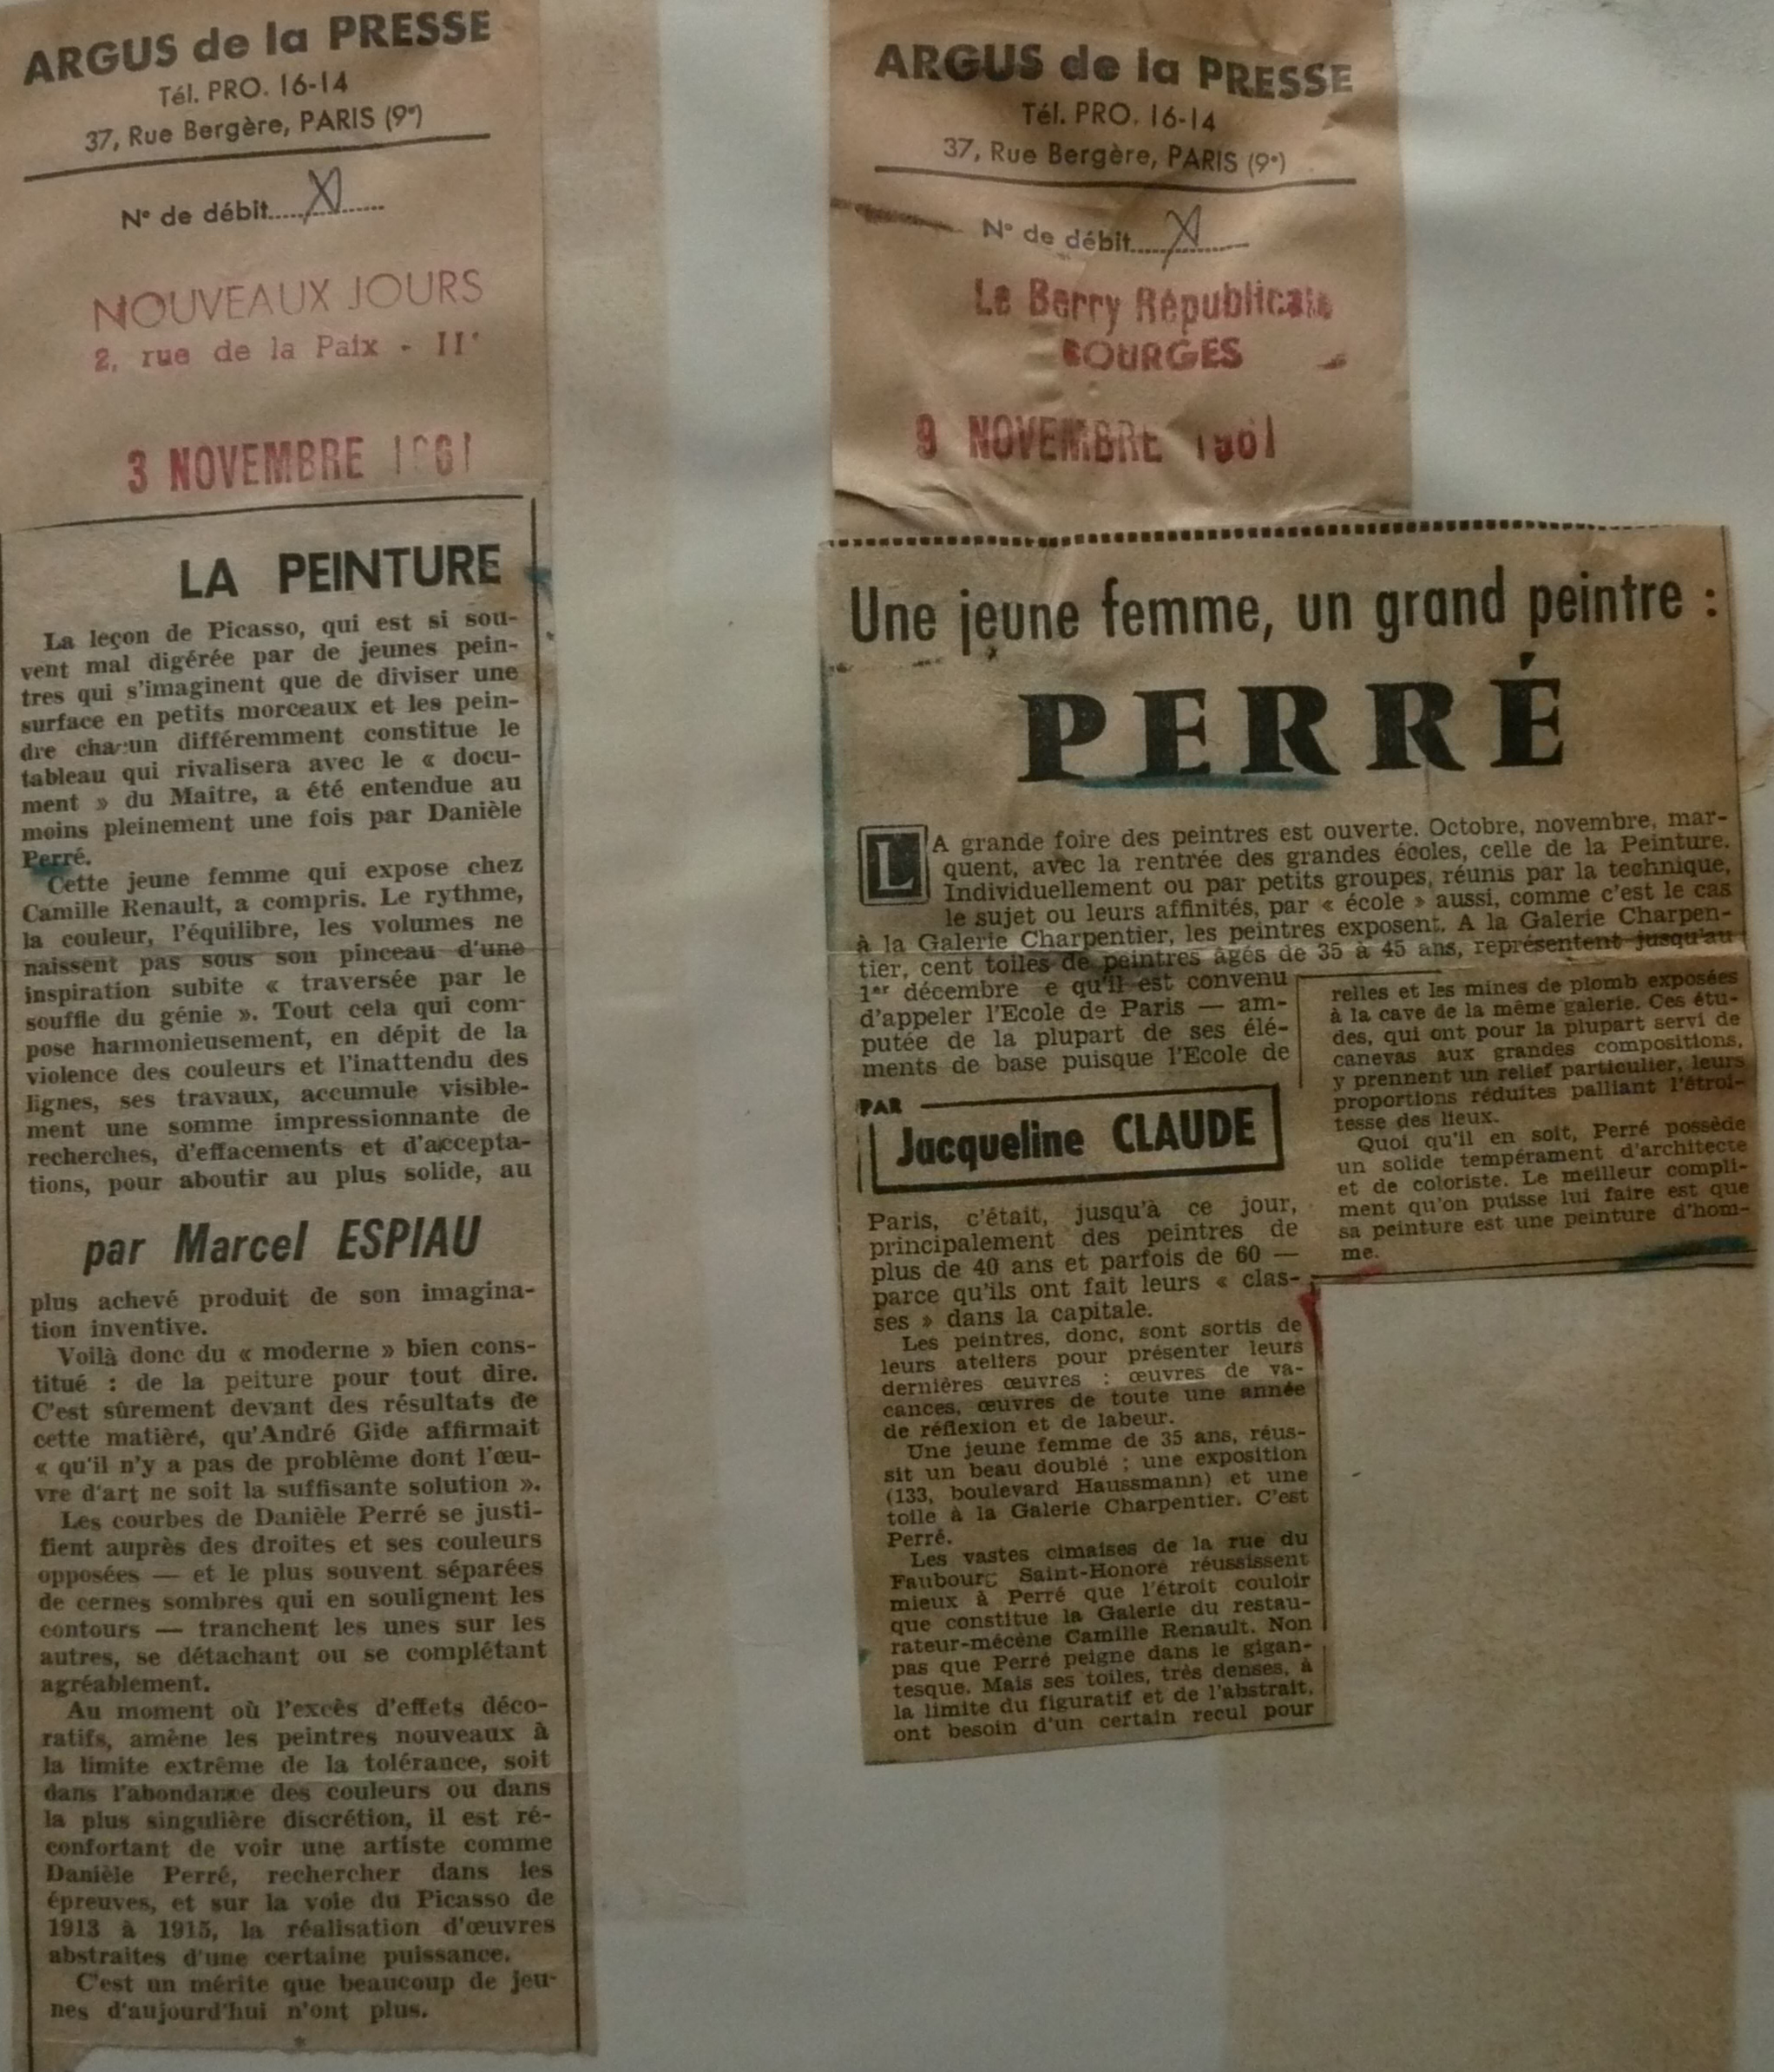 ARGUS de la PRESSE
Tél. PRO. 16-14
37, Rue Bergère, PARIS (9e)
N° de débit...... XI ......
NOUVEAUX JOURS
2, rue de la Paix - IIe
3 NOVEMBRE 1961
LA PEINTURE
La leçon de Picasso, qui est si sou-
vent mal digérée par de jeunes pein-
tres qui s'imaginent que de diviser une
surface en petits morceaux et les pein-
dre chacun différemment constitue le
tableau qui rivalisera avec le « docu-
ment » du Maître, a été entendue au
moins pleinement une fois par Danièle
Perré.
Cette jeune femme qui expose chez
Camille Renault, a compris. Le rythme,
la couleur, l'équilibre, les volumes ne
naissent pas sous son pinceau d'une
inspiration subite « traversée par le
souffle du génie ». Tout cela qui com-
pose harmonieusement, en dépit de la
violence des couleurs et l'inattendu des
lignes, ses travaux, accumule visible-
ment une somme impressionnante de
recherches, d'effacements et d'accepta-
tions, pour aboutir au plus solide, au
par Marcel ESPIAU
plus achevé produit de son imagina-
tion inventive.
Voilà donc du « moderne » bien cons-
titué : de la peiture pour tout dire.
C'est sûrement devant des résultats de
cette matière, qu'André Gide affirmait
« qu'il n'y a pas de problème dont l'œu-
vre d'art ne soit la suffisante solution ».
Les courbes de Danièle Perré se justi-
fient auprès des droites et ses couleurs
opposées — et le plus souvent séparées
de cernes sombres qui en soulignent les
contours — tranchent les unes sur les
autres, se détachant ou se complétant
agréablement.
Au moment où l'excès d'effets déco-
ratifs, amène les peintres nouveaux à
la limite extrême de la tolérance, soit
dans l'abondance des couleurs ou dans
la plus singulière discrétion, il est ré-
confortant de voir une artiste comme
Danièle Perré, rechercher dans les
épreuves, et sur la voie du Picasso de
1913 à 1915, la réalisation d'œuvres
abstraites d'une certaine puissance.
C'est un mérite que beaucoup de jeu-
nes d'aujourd'hui n'ont plus.
*
ARGUS de la PRESSE
Tél. PRO. 16-14
37, Rue Bergère, PARIS (9e)
N° de débit...... XI ......
Le Berry Républicain
BOURGES
9 NOVEMBRE 1961
Une jeune femme, un grand peintre :
PERRÉ
LA grande foire des peintres est ouverte. Octobre, novembre, mar-
quent, avec la rentrée des grandes écoles, celle de la Peinture.
Individuellement ou par petits groupes, réunis par la technique,
le sujet ou leurs affinités, par « école » aussi, comme c'est le cas
à la Galerie Charpentier, les peintres exposent. A la Galerie Charpen-
tier, cent toiles de peintres âgés de 35 à 45 ans, représentent jusqu'au
1er décembre e qu'il est convenu
d'appeler l'Ecole de Paris — am-
putée de la plupart de ses élé-
ments de base puisque l'Ecole de
PAR
Jacqueline CLAUDE
Paris, c'était, jusqu'à ce jour,
principalement des peintres de
plus de 40 ans et parfois de 60 —
parce qu'ils ont fait leurs « clas-
ses » dans la capitale.
Les peintres, donc, sont sortis de
leurs ateliers pour présenter leurs
dernières œuvres : œuvres de va-
cances, œuvres de toute une année
de réflexion et de labeur.
Une jeune femme de 35 ans, réus-
sit un beau doublé : une exposition
(133, boulevard Haussmann) et une
toile à la Galerie Charpentier. C'est
Perré.
Les vastes cimaises de la rue du
Faubourg Saint-Honoré réussissent
mieux à Perré que l'étroit couloir
que constitue la Galerie du restau-
rateur-mécène Camille Renault. Non
pas que Perré peigne dans le gigan-
tesque. Mais ses toiles, très denses, à
la limite du figuratif et de l'abstrait,
ont besoin d'un certain recul pour
relles et les mines de plomb exposées
à la cave de la même galerie. Ces étu-
des, qui ont pour la plupart servi de
canevas aux grandes compositions,
y prennent un relief particulier, leurs
proportions réduites palliant l'étroi-
tesse des lieux.
Quoi qu'il en soit, Perré possède
un solide tempérament d'architecte
et de coloriste. Le meilleur compli-
ment qu'on puisse lui faire est que
sa peinture est une peinture d'hom-
me.